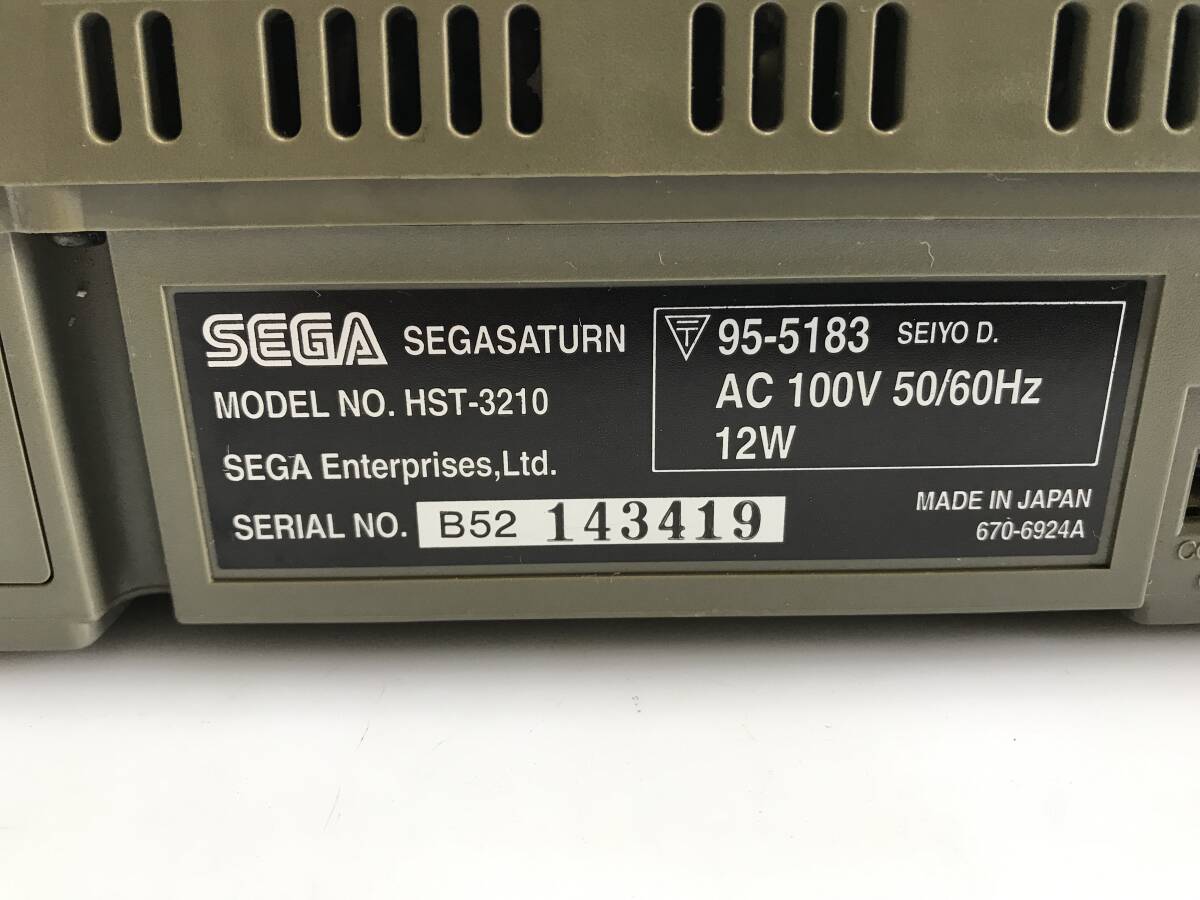 SEGA SEGASATURN
MODEL NO. HST-3210
SEGA Enterprises,Ltd.
SERIAL NO. B52 143419
T 95-5183 SEIYO D.
AC 100V 50/60Hz
12W
MADE IN JAPAN
670-6924A